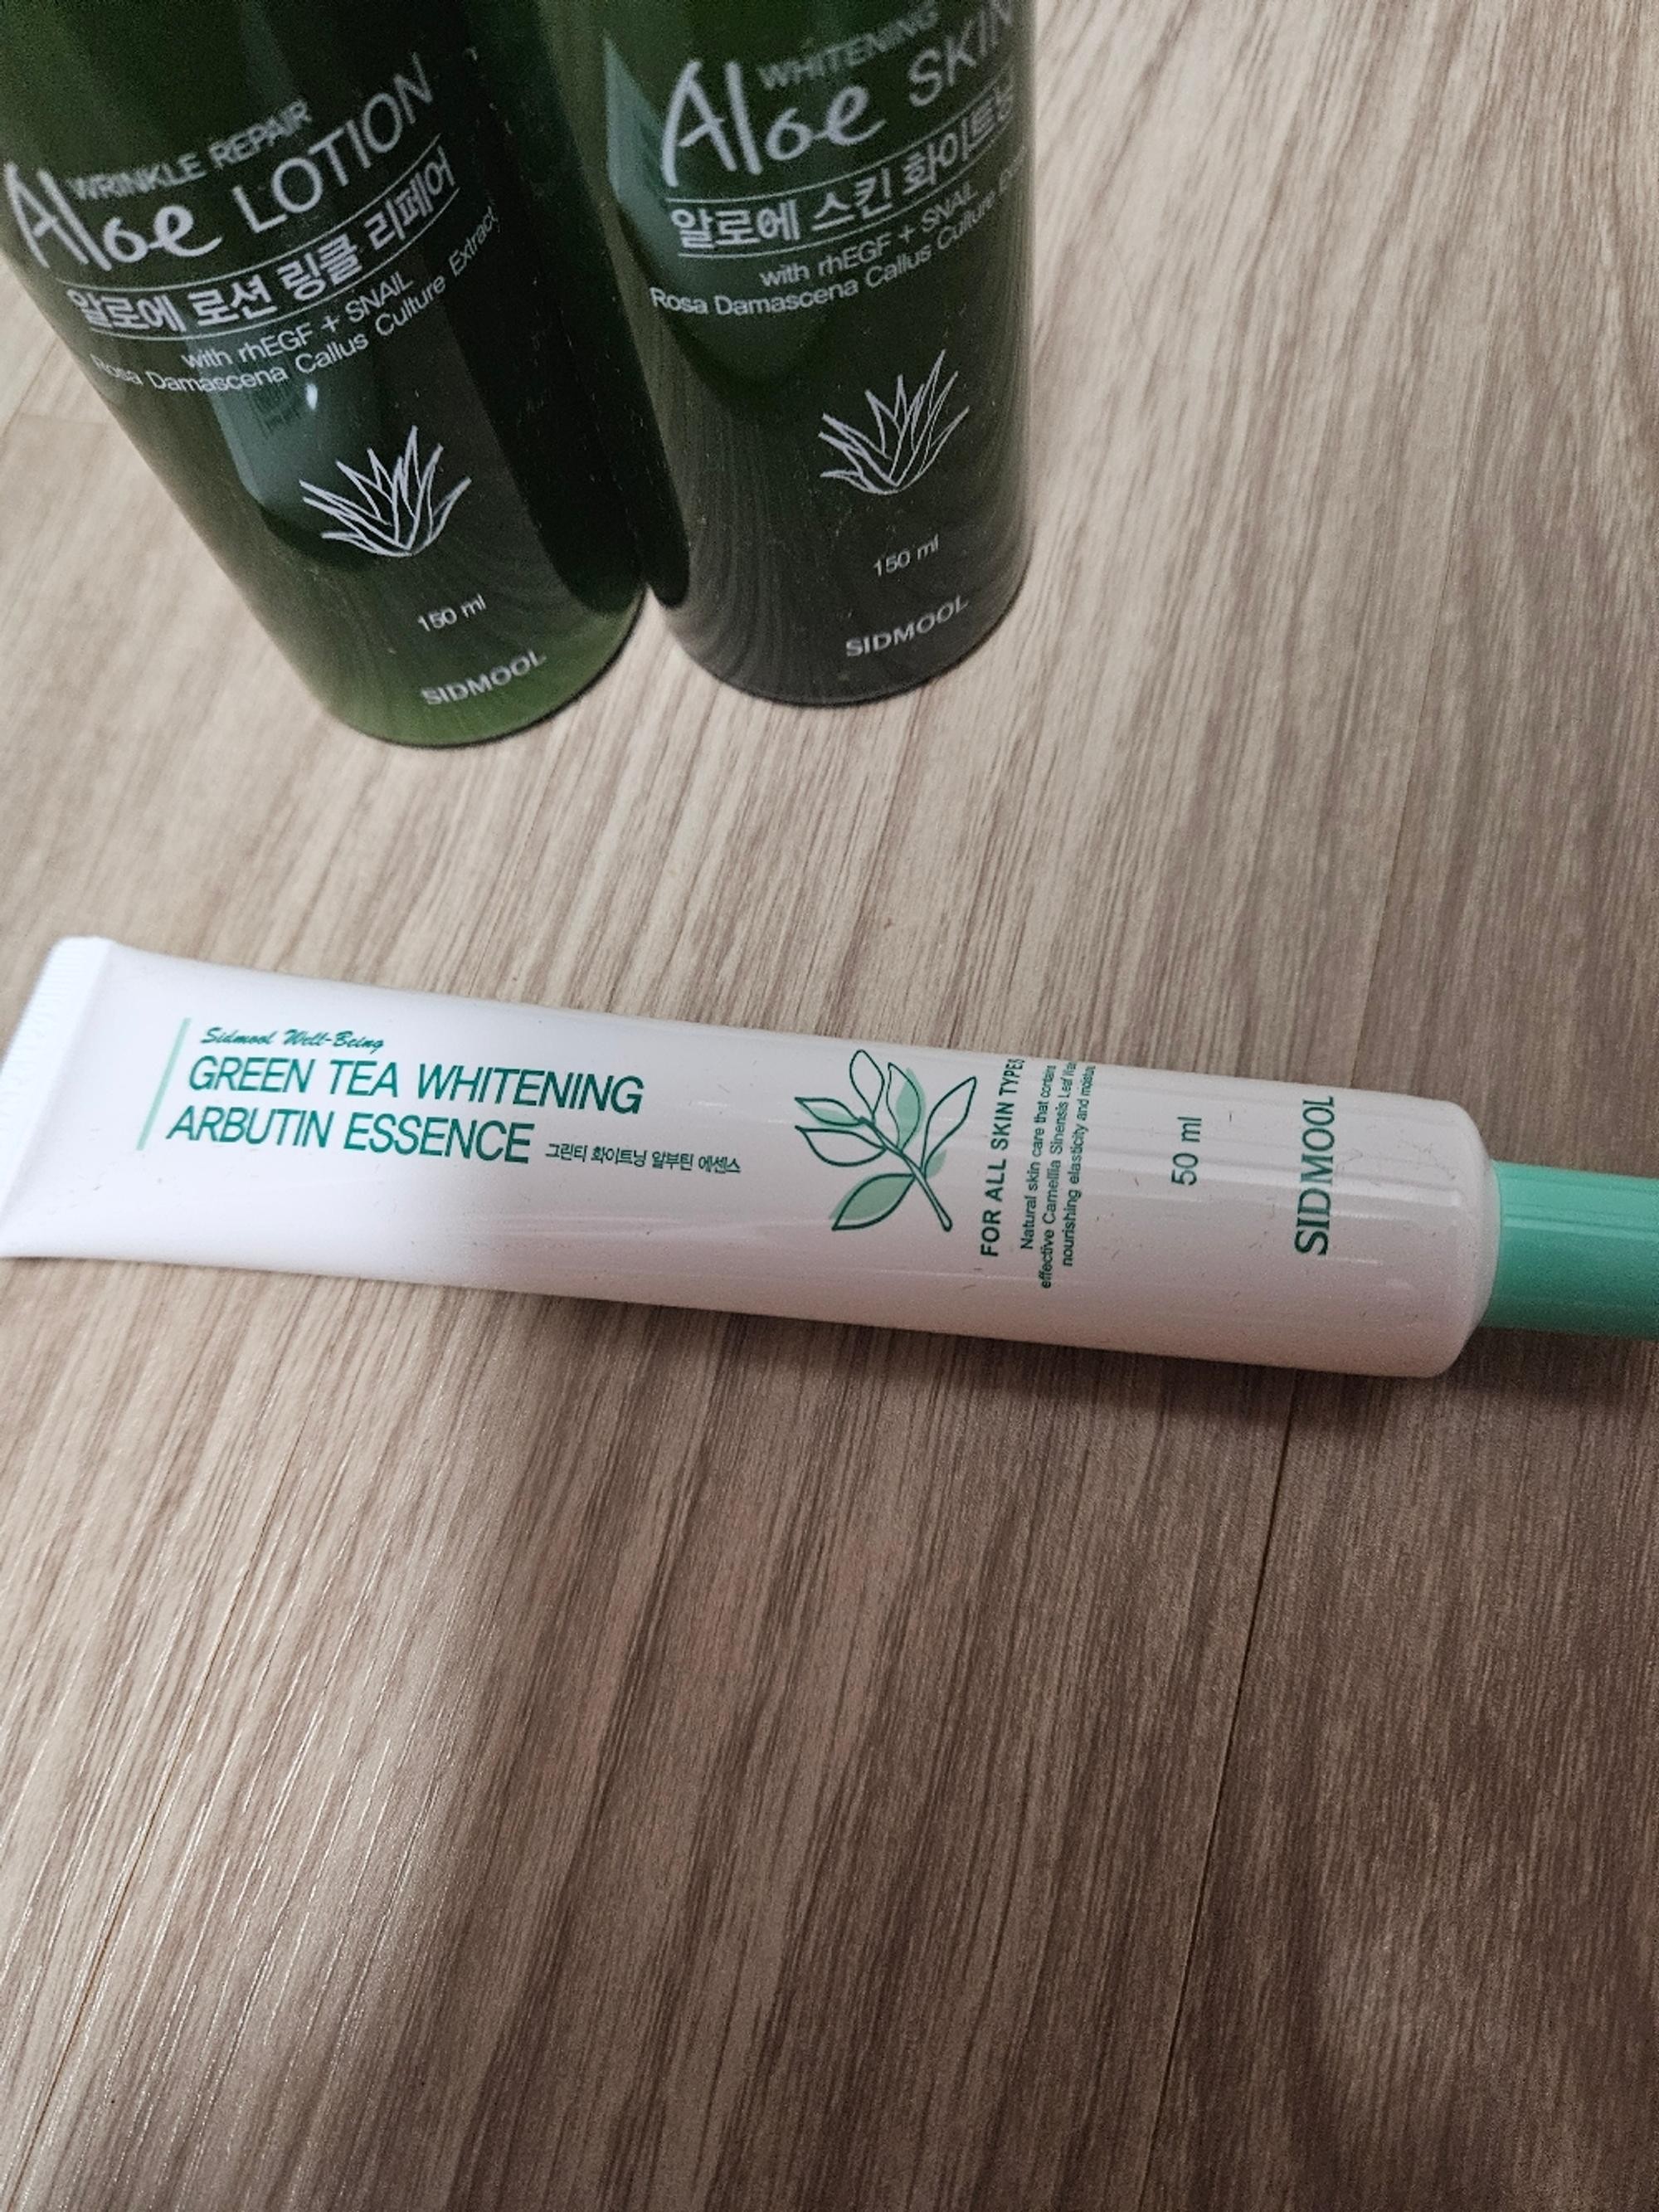 WRINKLE REPAIR
Aloe LOTION
알로에 로션 링클 리페어
with rhEGF + SNAIL
Rosa Damascena Callus Culture Extract
150 ml
SIDMOOL
WHITENING
Aloe SKIN
알로에 스킨 화이트닝
with rhEGF + SNAIL
Rosa Damascena Callus Culture
150 ml
SIDMOOL
Sidmool Well-Being
GREEN TEA WHITENING
ARBUTIN ESSENCE 그린티 화이트닝 알부틴 에센스
FOR ALL SKIN TYPES
Natural skin care that contains
effective Camellia Sinensis Leaf
nourishing elasticity and
50 ml
SIDMOOL